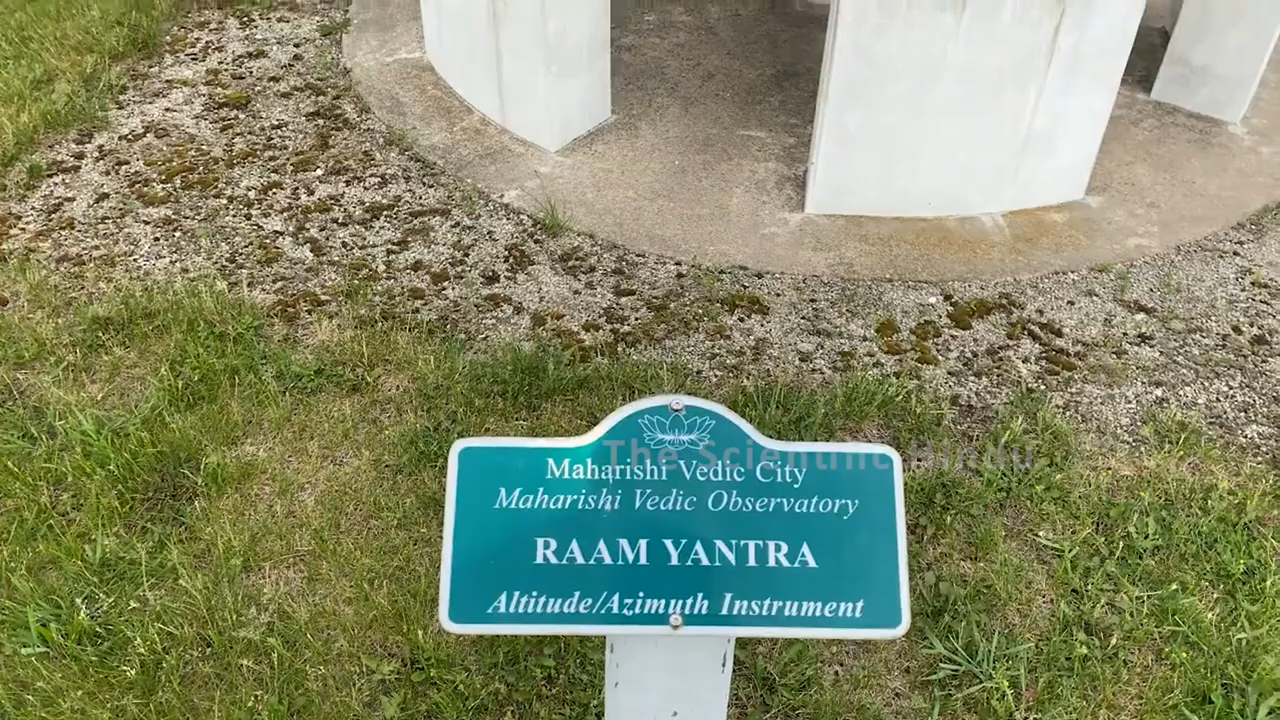 Maharishi Vedic City
Maharishi Vedic Observatory
RAAM YANTRA
Altitude/Azimuth Instrument
The Scientific Hindu